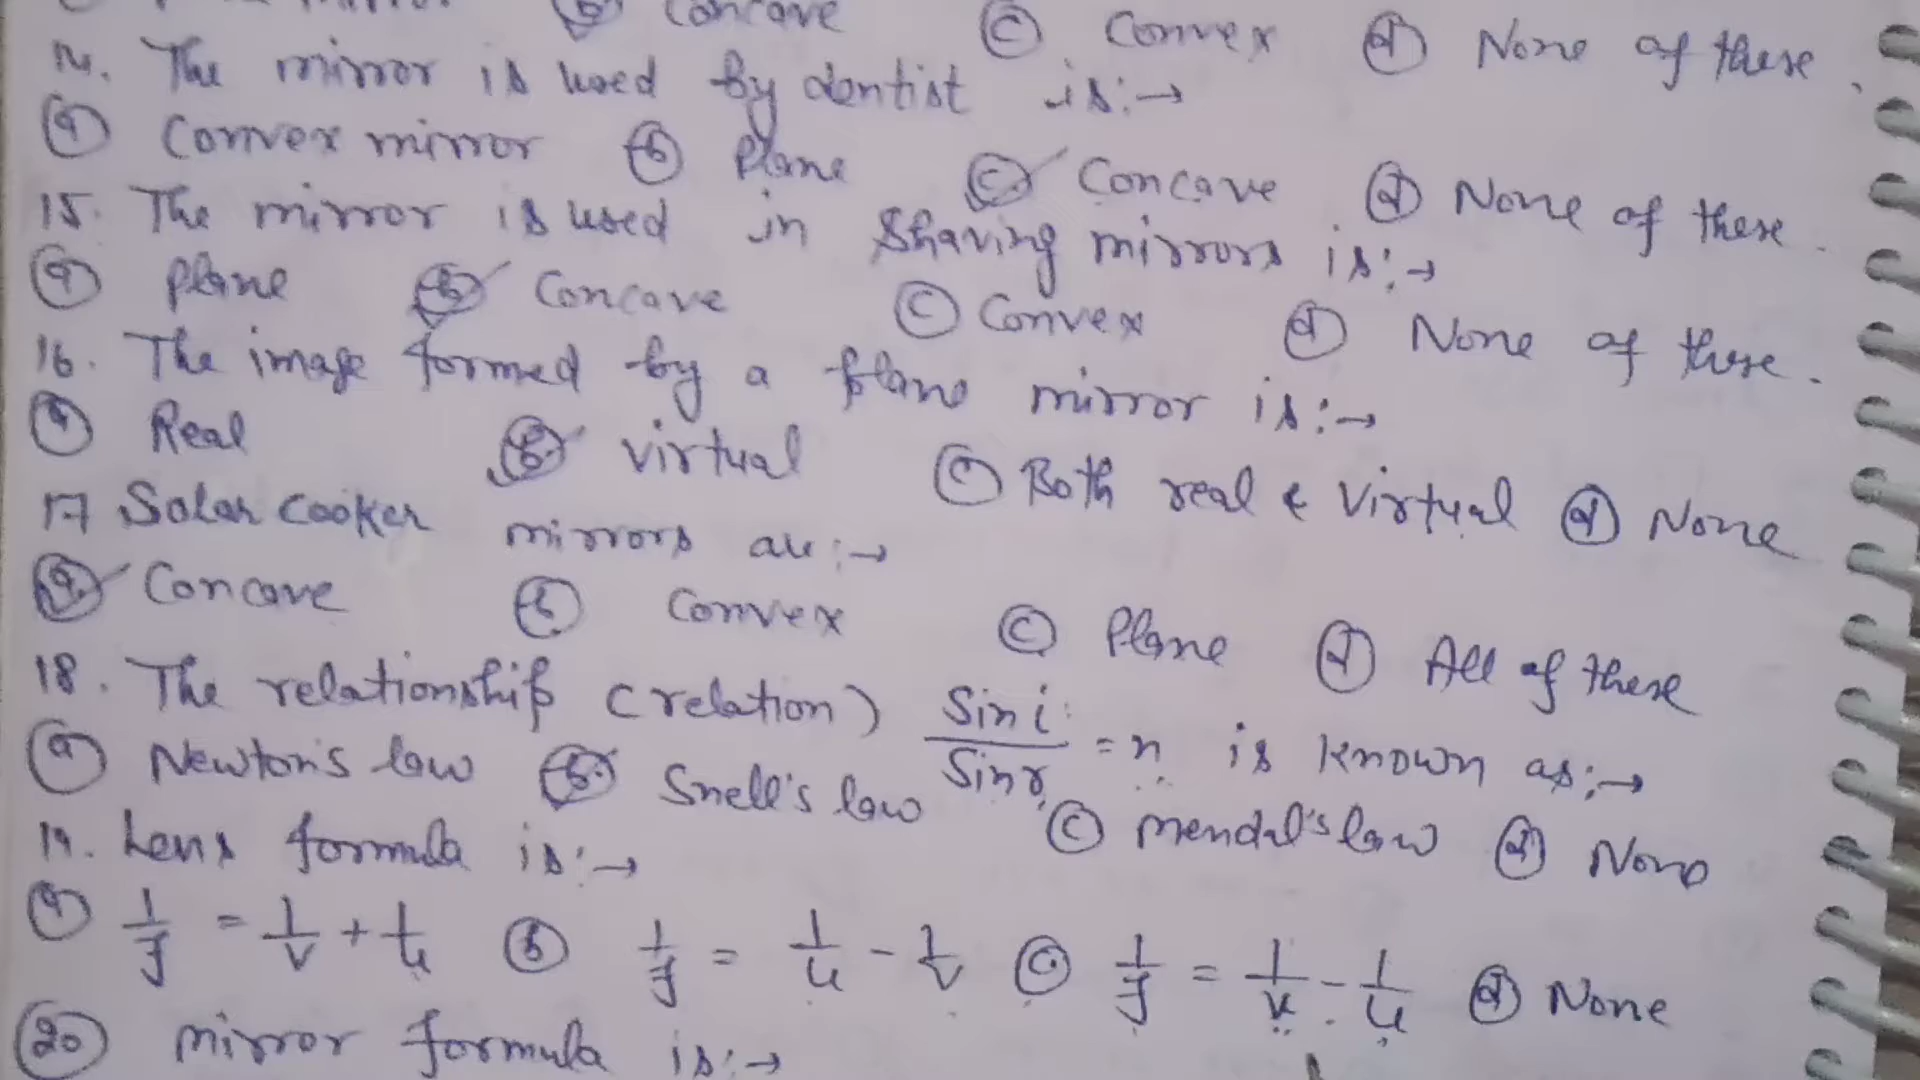 ⓑ Concave ⓒ Convex ⓓ None of these.
14. The mirror is used by dentist is:→
ⓐ Convex mirror ⓑ Plane ⓒ Concave ⓓ None of these.
15. The mirror is used in Shaving mirrors is:→
ⓐ Plane ⓑ Concave ⓒ Convex ⓓ None of these.
16. The image formed by a plane mirror is:→
ⓐ Real ⓑ virtual ⓒ Both real & Virtual ⓓ None
17 Solar Cooker mirrors are:→
ⓐ Concave ⓑ Convex ⓒ Plane ⓓ All of these
18. The relationship (relation) Sin i / Sin r = n is known as:→
ⓐ Newton's law ⓑ Snell's law ⓒ Mendal's law ⓓ None
19. Lens formula is:→
ⓐ 1/f = 1/v + 1/u ⓑ 1/f = 1/u - 1/v ⓒ 1/f = 1/v - 1/u ⓓ None
⑳ mirror formula is:→